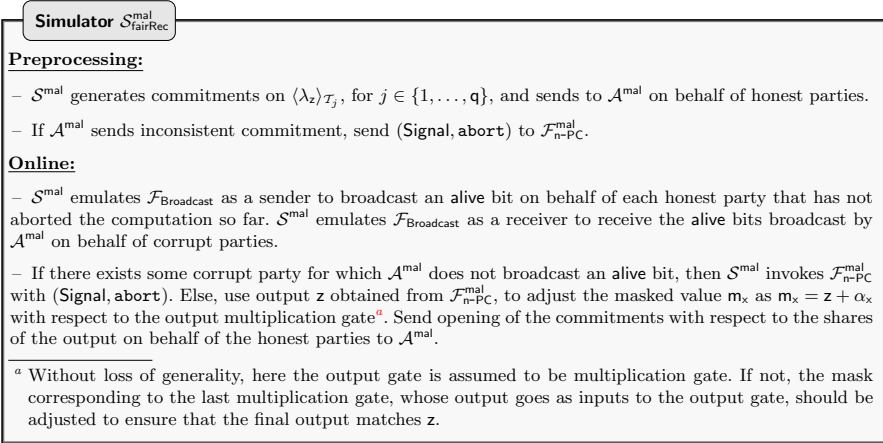 Simulator 𝒮^mal_fairRec
Preprocessing:
– 𝒮^mal generates commitments on ⟨λ_z⟩_𝒯_j, for j ∈ {1, . . . , q}, and sends to 𝒜^mal on behalf of honest parties.
– If 𝒜^mal sends inconsistent commitment, send (Signal, abort) to ℱ^mal_n-PC.
Online:
– 𝒮^mal emulates ℱ_Broadcast as a sender to broadcast an alive bit on behalf of each honest party that has not
aborted the computation so far. 𝒮^mal emulates ℱ_Broadcast as a receiver to receive the alive bits broadcast by
𝒜^mal on behalf of corrupt parties.
– If there exists some corrupt party for which 𝒜^mal does not broadcast an alive bit, then 𝒮^mal invokes ℱ^mal_n-PC
with (Signal, abort). Else, use output z obtained from ℱ^mal_n-PC, to adjust the masked value m_x as m_x = z + α_x
with respect to the output multiplication gate^a. Send opening of the commitments with respect to the shares
of the output on behalf of the honest parties to 𝒜^mal.
^a Without loss of generality, here the output gate is assumed to be multiplication gate. If not, the mask
corresponding to the last multiplication gate, whose output goes as inputs to the output gate, should be
adjusted to ensure that the final output matches z.